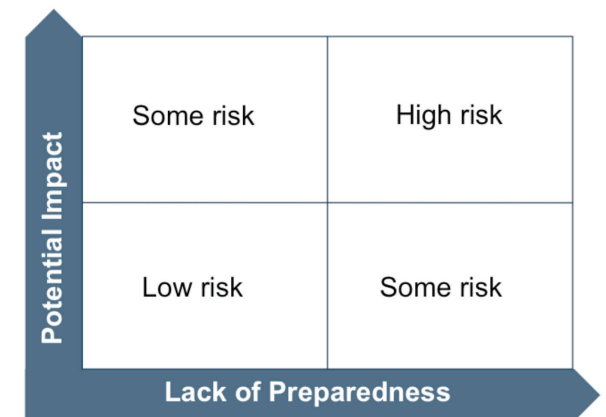 Potential Impact
Some risk
High risk
Low risk
Some risk
Lack of Preparedness